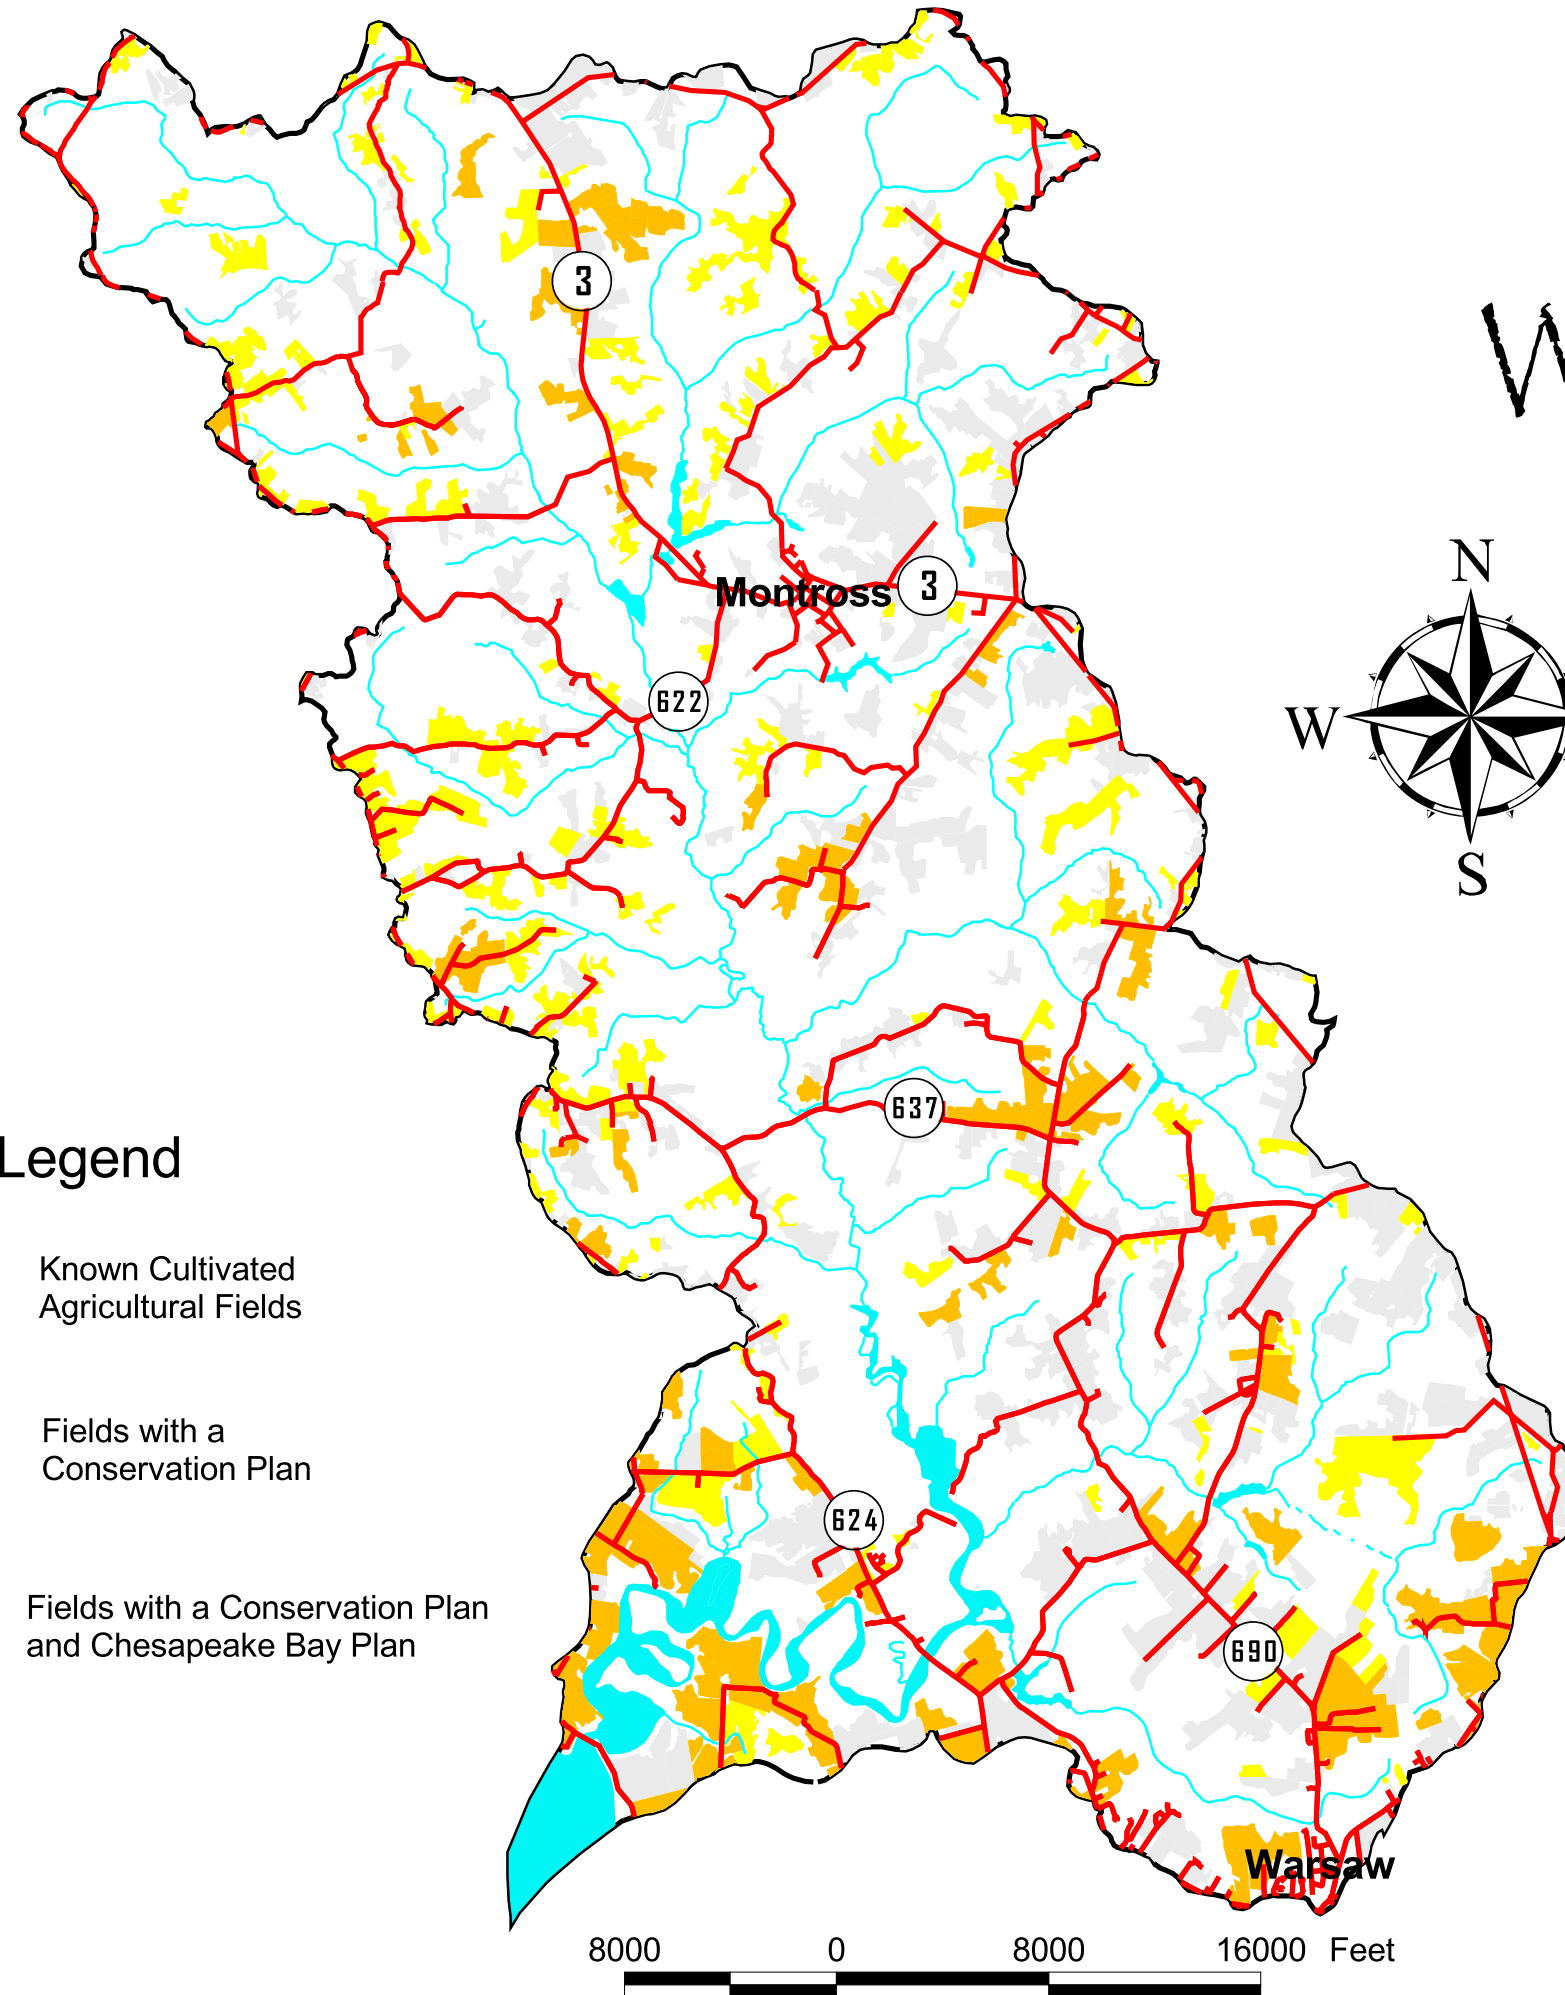 W
3
N
Montross
3
W
622
S
637
Legend
Known Cultivated
Agricultural Fields
Fields with a
Conservation Plan
624
Fields with a Conservation Plan
and Chesapeake Bay Plan
690
Warsaw
8000 0 8000 16000 Feet